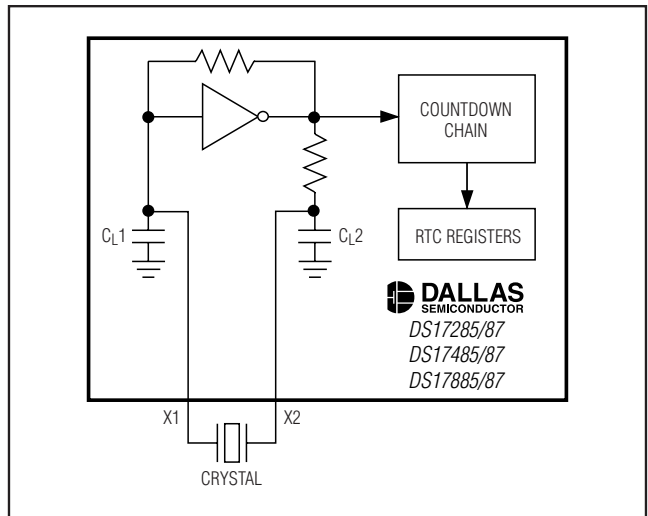 COUNTDOWN
CHAIN
CL1
CL2
RTC REGISTERS
DALLAS
SEMICONDUCTOR
DS17285/87
DS17485/87
DS17885/87
X1
X2
CRYSTAL